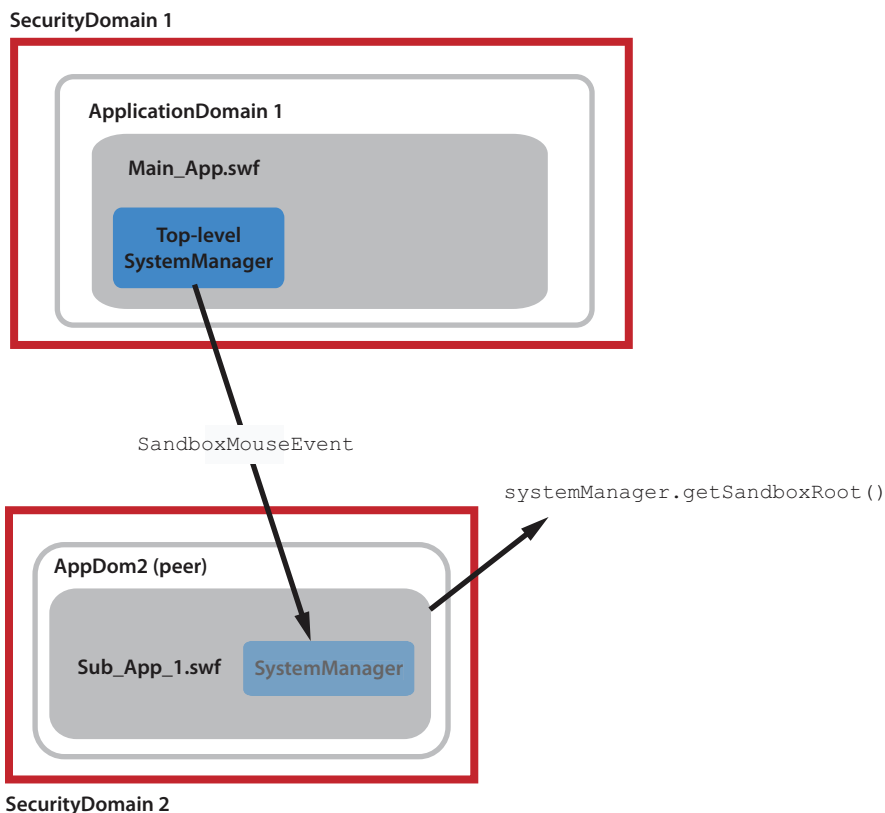 SecurityDomain 1
ApplicationDomain 1
Main_App.swf
Top-level
SystemManager
SandboxMouseEvent
systemManager.getSandboxRoot()
AppDom2 (peer)
Sub_App_1.swf
SystemManager
SecurityDomain 2